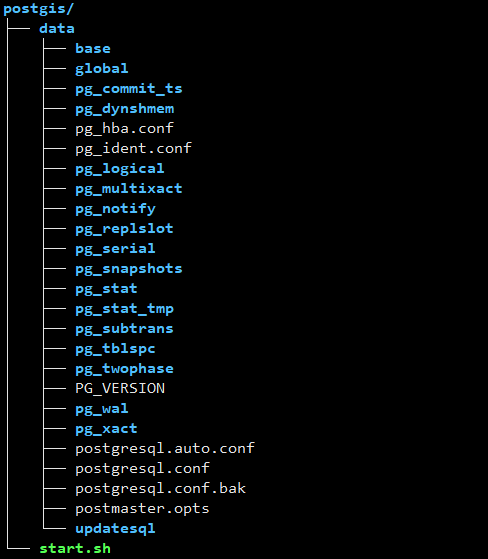 postgis/
├── data
│   ├── base
│   ├── global
│   ├── pg_commit_ts
│   ├── pg_dynshmem
│   ├── pg_hba.conf
│   ├── pg_ident.conf
│   ├── pg_logical
│   ├── pg_multixact
│   ├── pg_notify
│   ├── pg_replslot
│   ├── pg_serial
│   ├── pg_snapshots
│   ├── pg_stat
│   ├── pg_stat_tmp
│   ├── pg_subtrans
│   ├── pg_tblspc
│   ├── pg_twophase
│   ├── PG_VERSION
│   ├── pg_wal
│   ├── pg_xact
│   ├── postgresql.auto.conf
│   ├── postgresql.conf
│   ├── postgresql.conf.bak
│   ├── postmaster.opts
│   └── updatesql
└── start.sh